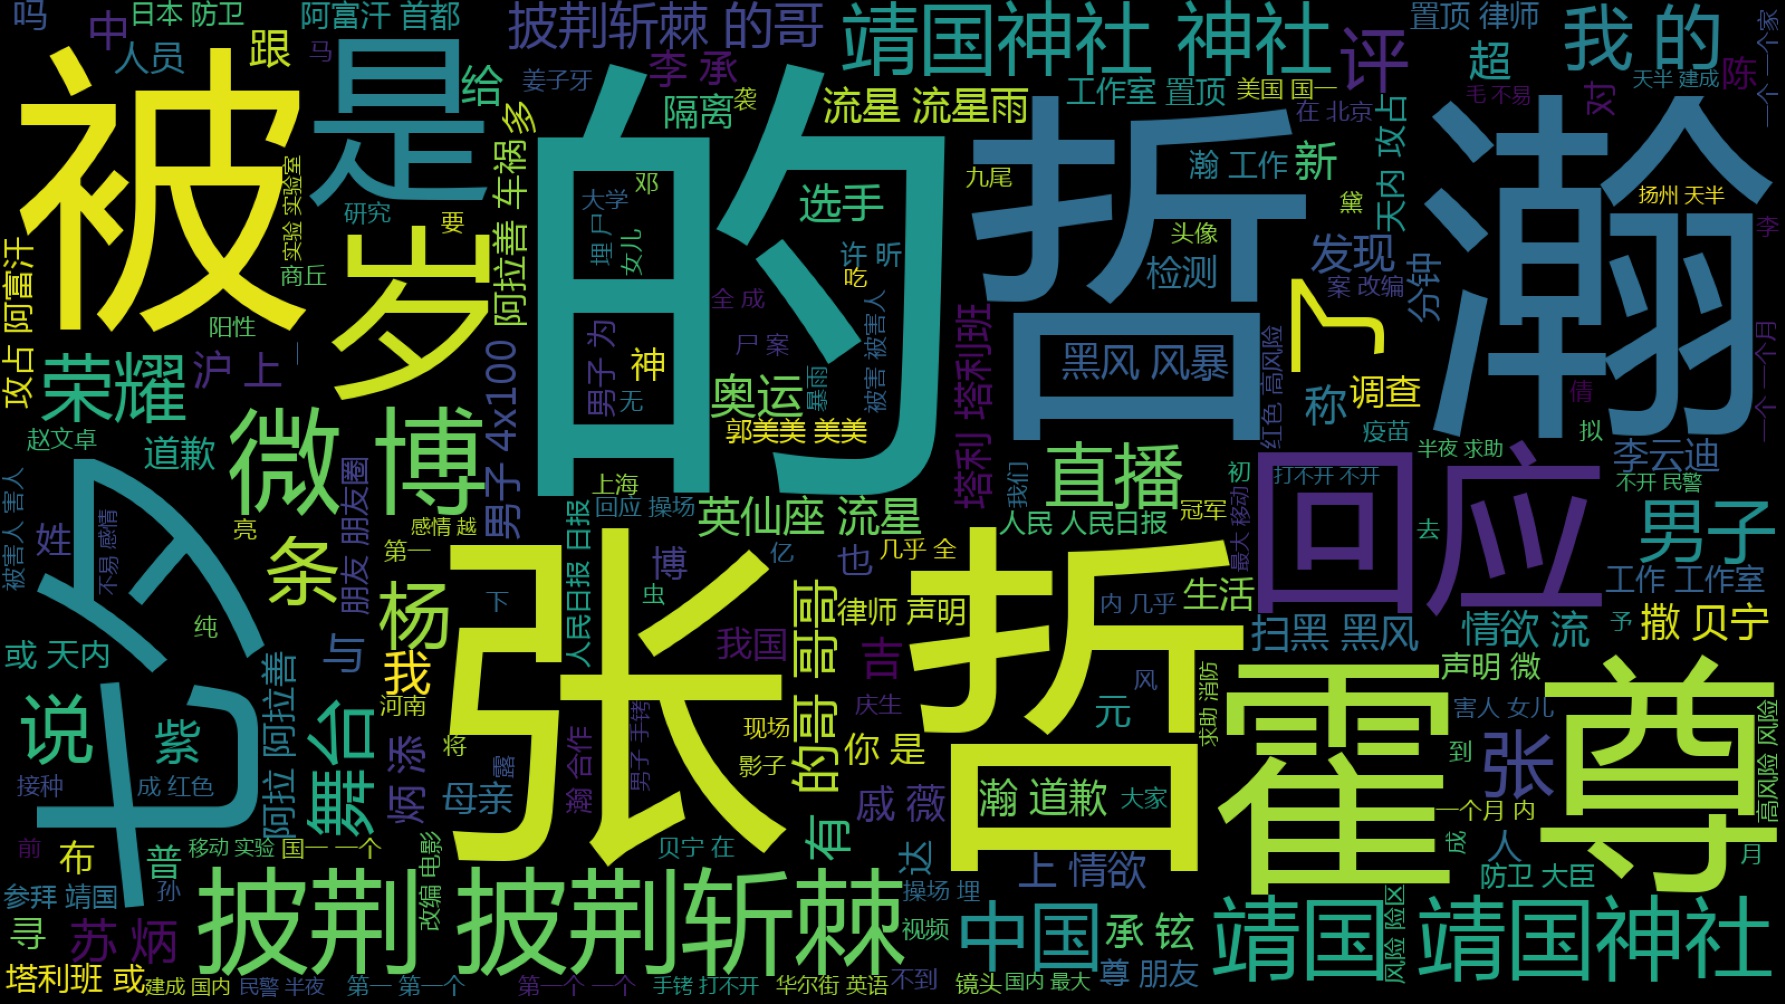 吗
中
日本 防卫
阿富汗 首都
披荆斩棘 的哥
靖国神社 神社
置顶 律师
我 的
一个 一个家
人员
跟
马
是
给
姜子牙
李 承
隔离
袭
流星 流星雨
工作室 置顶
美国 国一
评
超
毛 不易
对
天半 建成
陈
被
岁
多
阿拉善 车祸
的
在 北京
哲
瀚
瀚 工作
新
天内 攻占
九尾
大学
邓
选手
埋 尸
女儿
许 昕
吃
头像
黛
检测
发现
分钟
案 改编
扬州 天半
李
实验 实验室
研究
要
商丘
阳性
攻占 阿富汗
沪 上
一
荣耀
赵文卓
道歉
微 博
男子 4x100
男子 为
神
无
全 成
尸 案
奥运
暴雨
被害 被害人
郭美美 美美
塔利 塔利班
黑风 风暴
红色 高风险
了
称
调查
疫苗
倩
拟
一个 一个月
半夜 求助
李云迪
不开 民警
上海
回应 操场
英仙座 流星
我们
直播
初
打不开 不开
人民 人民日报
冠军
最大 移动
回应
去
男子
被害人 害人
姓
七夕
不易 感情
亮
感情 越
条
第一
朋友 朋友圈
人民日报 日报
博
亿
也
几乎 全
工作 工作室
纯
杨
下
虫
的哥 哥哥
律师 声明
内 几乎
生活
扫黑 黑风
情欲 流
予
撒 贝宁
或 天内
与
我
张
哲
我国
吉
声明 微
霍
尊
说
紫
阿拉 阿拉善
舞台
河南
炳 添
将
露
母亲
瀚 合作
男子 手铐
现场
影子
庆生
你 是
元
风
求助 消防
害人 女儿
到
张
高风险 风险
接种
成 红色
戚 薇
瀚 道歉
大家
一个月 内
前
布
普
移动 实验
国一 一个
改编 电影
贝宁 在
有
达
上 情欲
成
人
月
参拜 靖国
孙
披荆 披荆斩棘
操场 埋
防卫 大臣
寻
苏 炳
视频
中国
承 铉
靖国
风险 险区
靖国神社
塔利班 或
建成 国内
民警 半夜
第一 第一个
第一个 一个
手铐 打不开
华尔街 英语
不到
镜头
国内 最大
尊 朋友